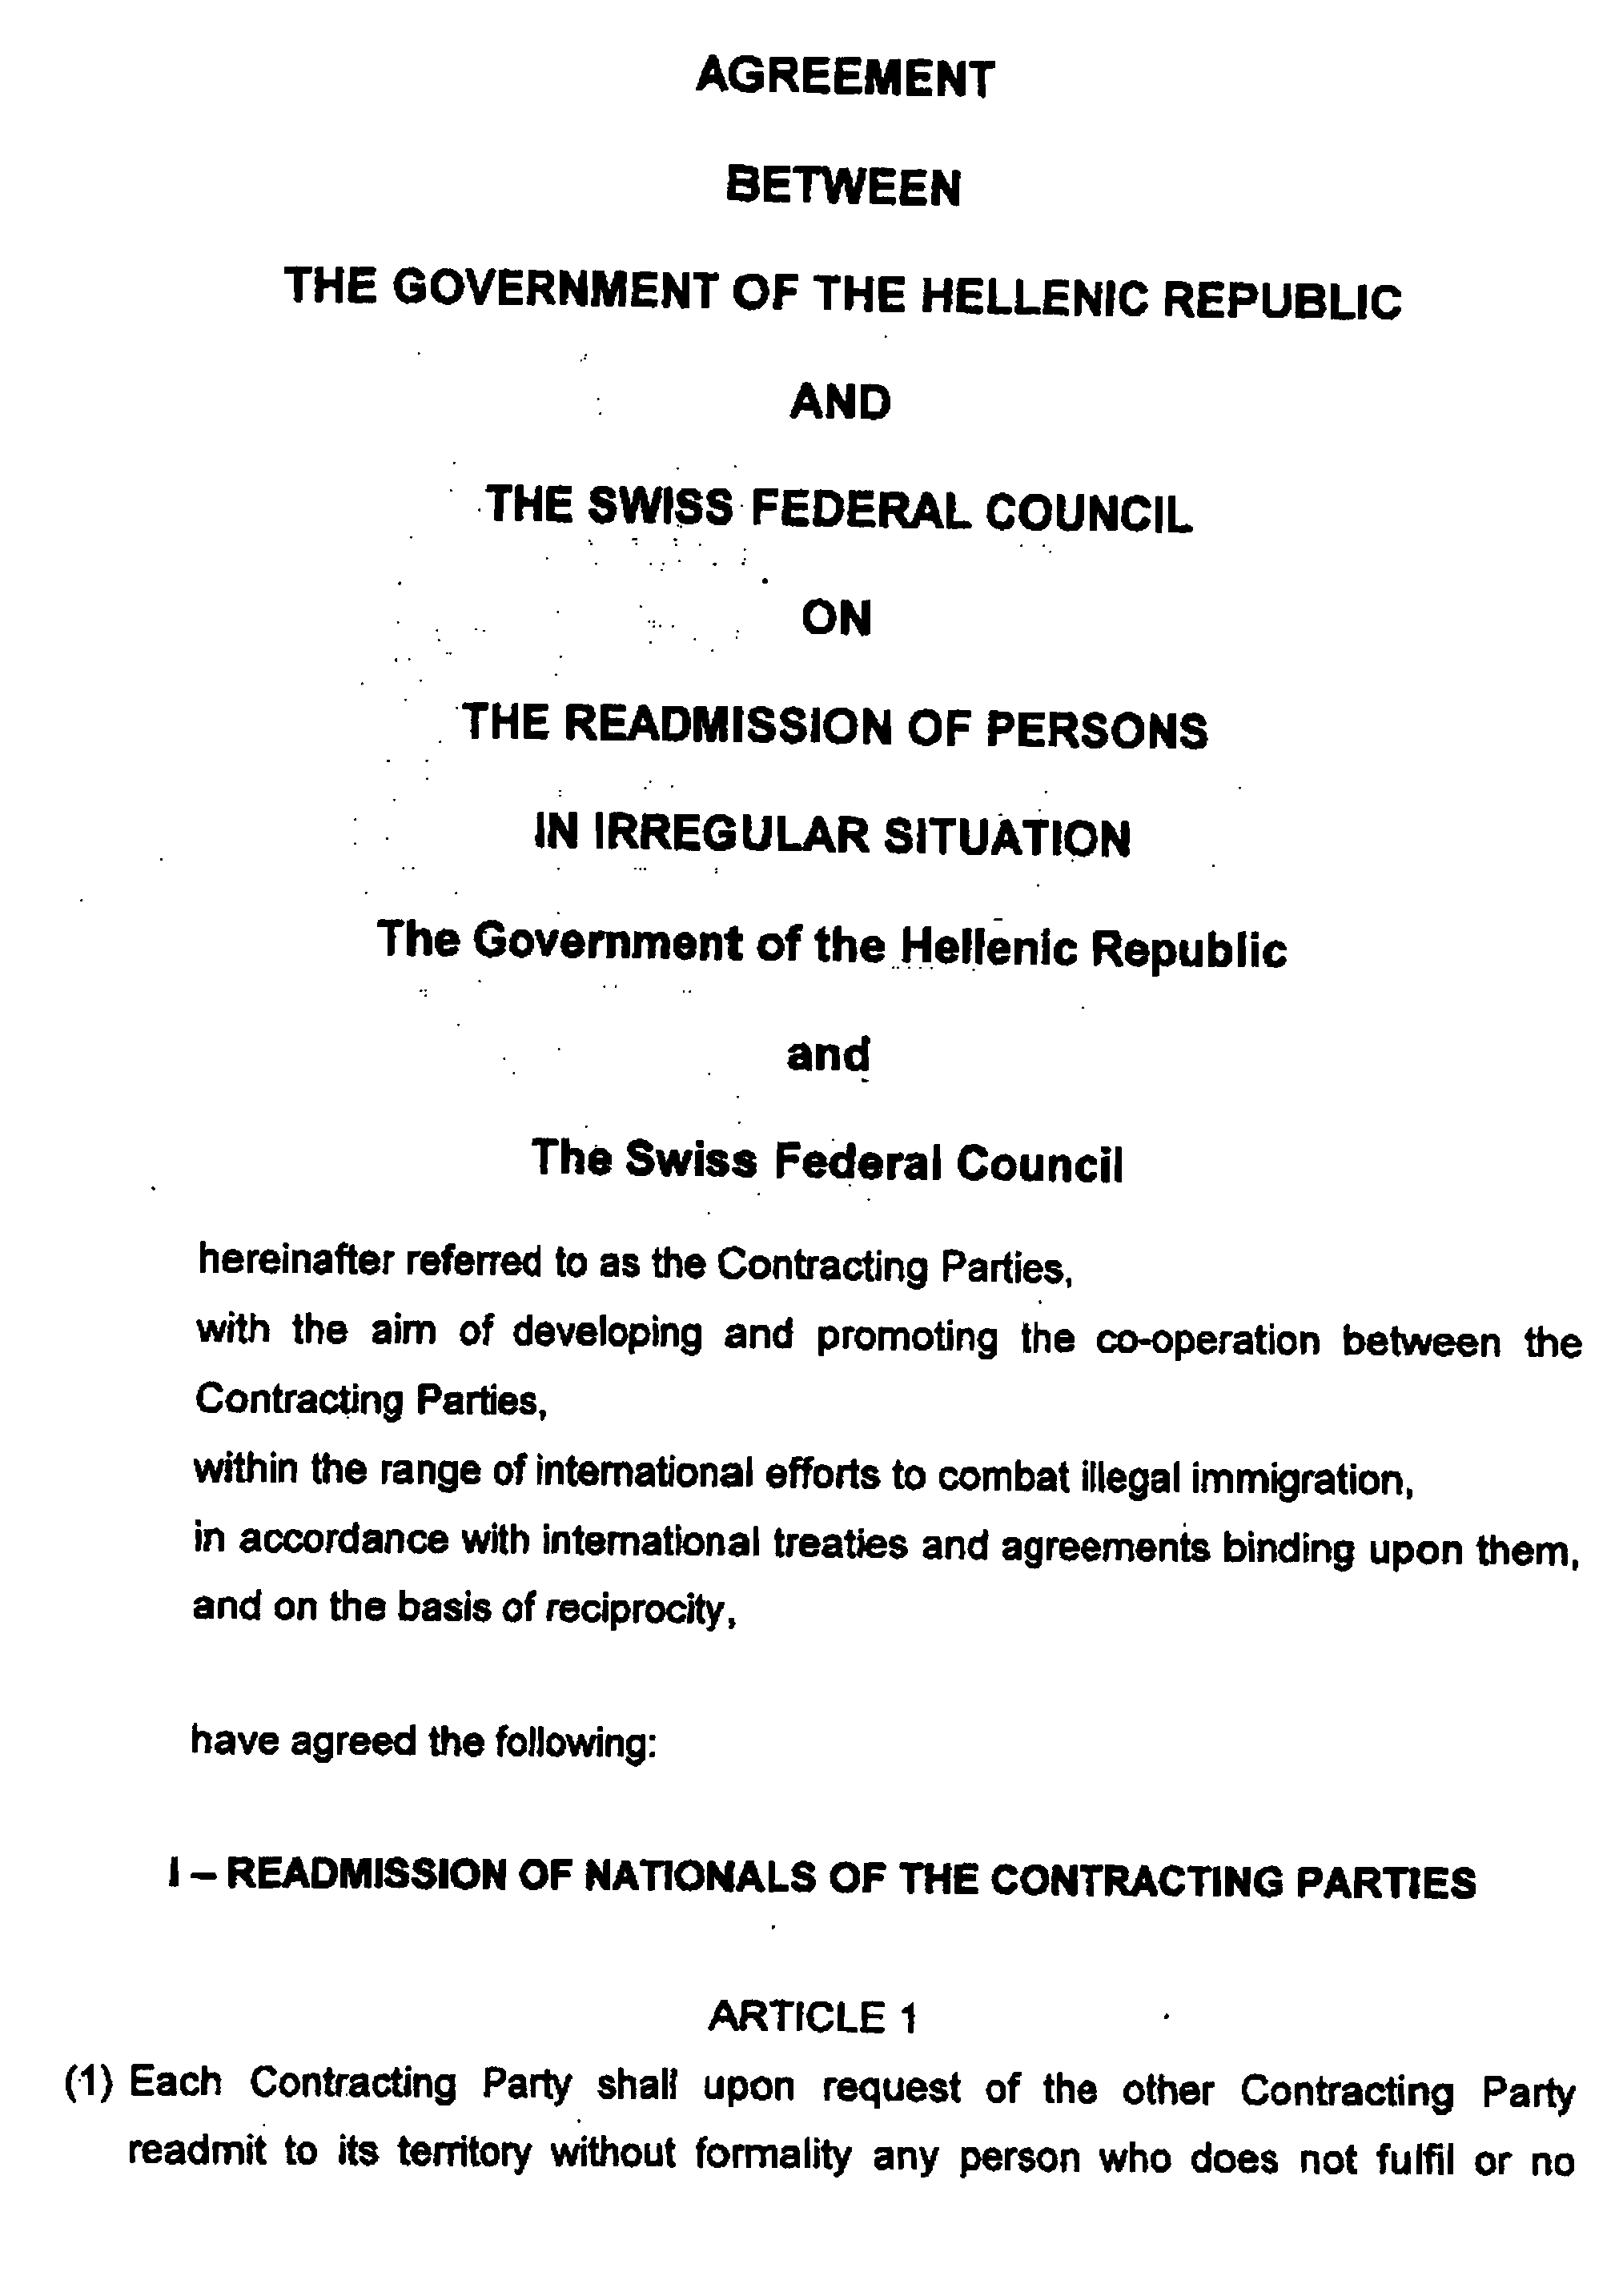 AGREEMENT
BETWEEN
THE GOVERNMENT OF THE HELLENIC REPUBLIC
AND
THE SWISS FEDERAL COUNCIL
ON
THE READMISSION OF PERSONS
IN IRREGULAR SITUATION
The Government of the Hellenic Republic
and
The Swiss Federal Council
hereinafter referred to as the Contracting Parties,
with the aim of developing and promoting the co-operation between the
Contracting Parties,
within the range of international efforts to combat illegal immigration,
in accordance with international treaties and agreements binding upon them,
and on the basis of reciprocity,
have agreed the following:
I – READMISSION OF NATIONALS OF THE CONTRACTING PARTIES
ARTICLE 1
(1) Each Contracting Party shall upon request of the other Contracting Party
readmit to its territory without formality any person who does not fulfil or no